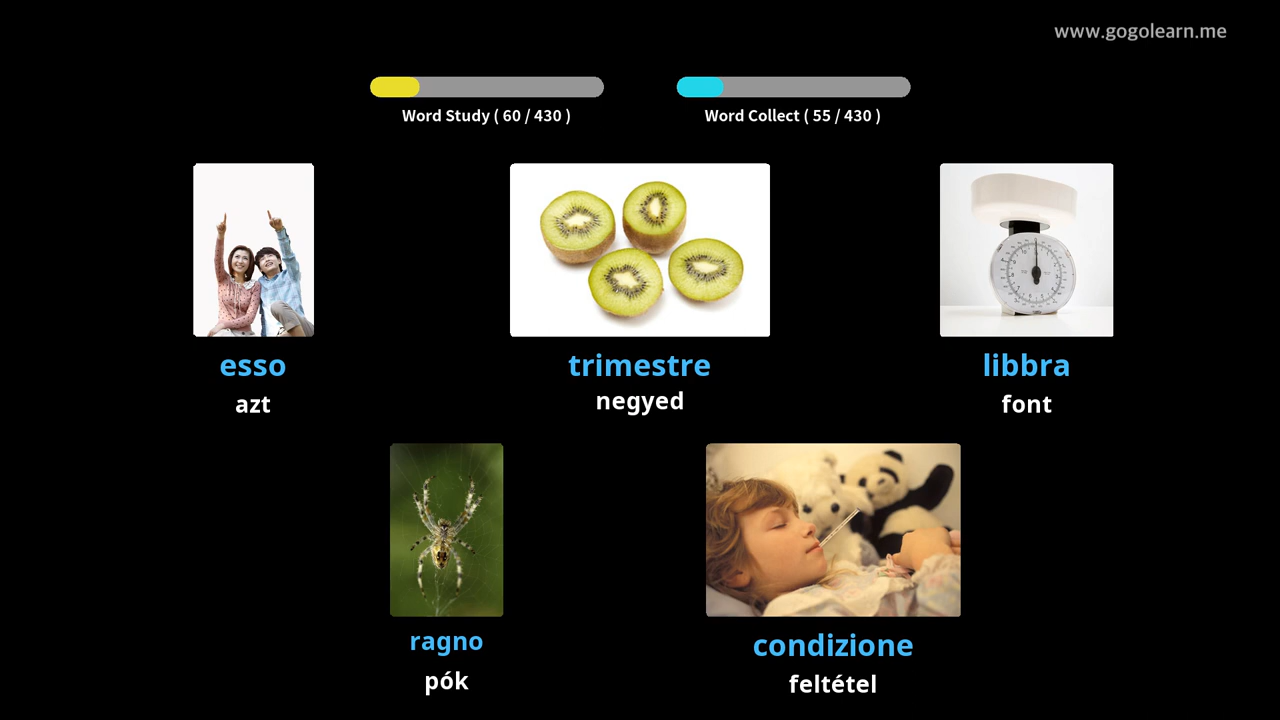 www.gogolearn.me
Word Study ( 60 / 430 )
Word Collect ( 55 / 430 )
esso
azt
trimestre
negyed
libbra
font
ragno
pók
condizione
feltétel